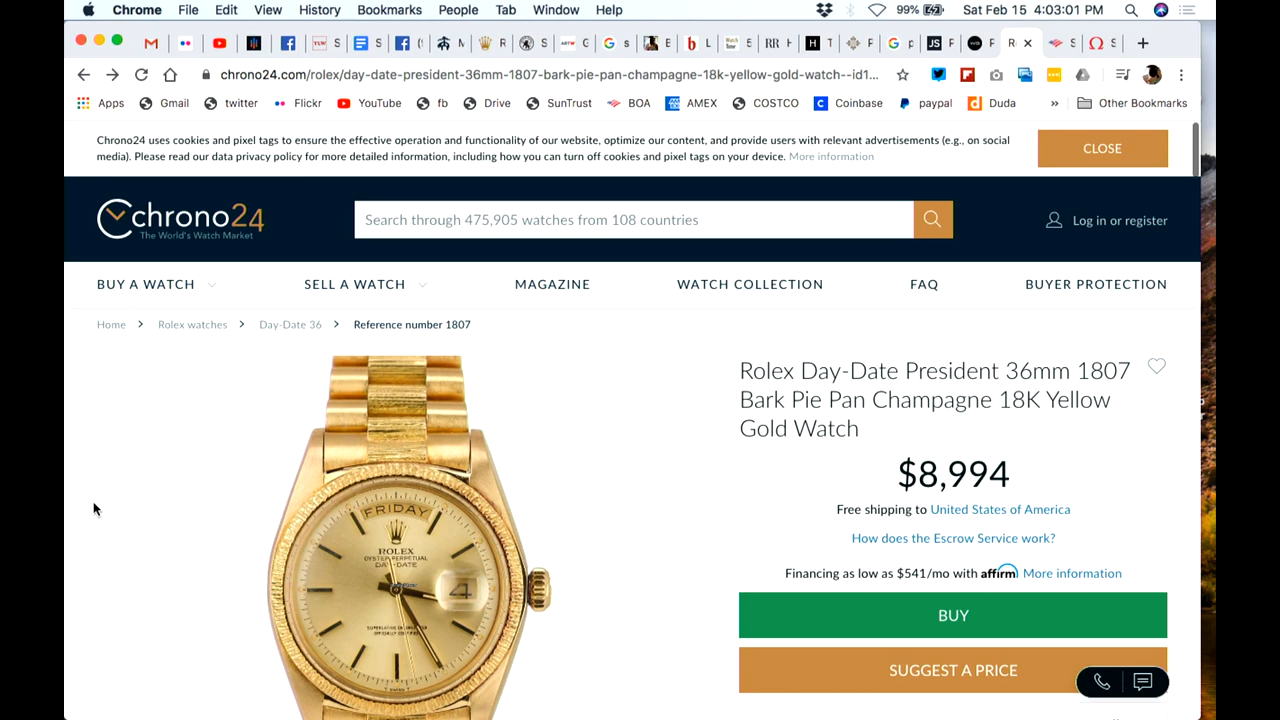 Chrome File Edit View History Bookmarks People Tab Window Help 99% Sat Feb 15 4:03:01 PM
chrono24.com/rolex/day-date-president-36mm-1807-bark-pie-pan-champagne-18k-yellow-gold-watch--id1...
Apps Gmail twitter Flickr YouTube fb Drive SunTrust BOA AMEX COSTCO Coinbase paypal Duda » Other Bookmarks
Chrono24 uses cookies and pixel tags to ensure the effective operation and functionality of our website, optimize our content, and provide users with relevant advertisements (e.g., on social
media). Please read our data privacy policy for more detailed information, including how you can turn off cookies and pixel tags on your device. More information
CLOSE
chrono24
The World's Watch Market
Search through 475,905 watches from 108 countries
Log in or register
BUY A WATCH SELL A WATCH MAGAZINE WATCH COLLECTION FAQ BUYER PROTECTION
Home > Rolex watches > Day-Date 36 > Reference number 1807
Rolex Day-Date President 36mm 1807
Bark Pie Pan Champagne 18K Yellow
Gold Watch
$8,994
Free shipping to United States of America
How does the Escrow Service work?
Financing as low as $541/mo with affirm More information
BUY
SUGGEST A PRICE
FRIDAY
ROLEX
OYSTER PERPETUAL
DAY-DATE
4